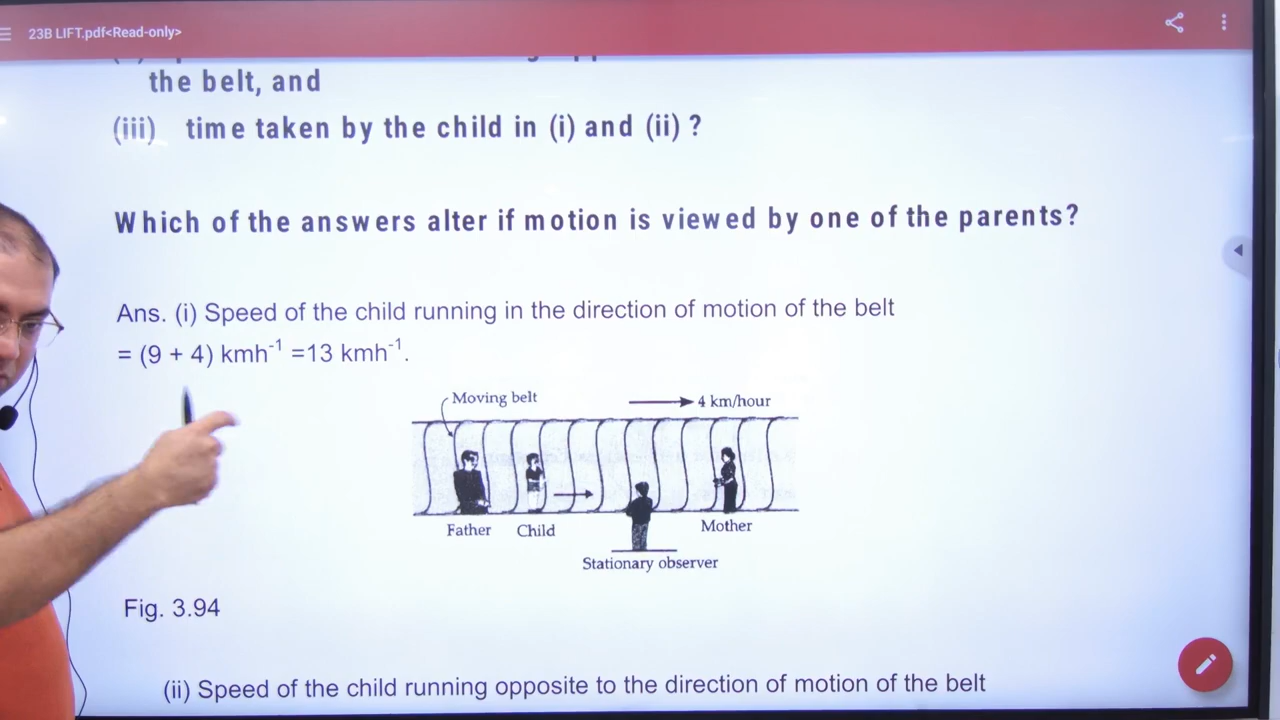 23B LIFT.pdf<Read-only>
the belt, and
(iii) time taken by the child in (i) and (ii) ?
Which of the answers alter if motion is viewed by one of the parents?
Ans. (i) Speed of the child running in the direction of motion of the belt
= (9 + 4) kmh⁻¹ =13 kmh⁻¹.
Moving belt
4 km/hour
Father
Child
Mother
Stationary observer
Fig. 3.94
(ii) Speed of the child running opposite to the direction of motion of the belt